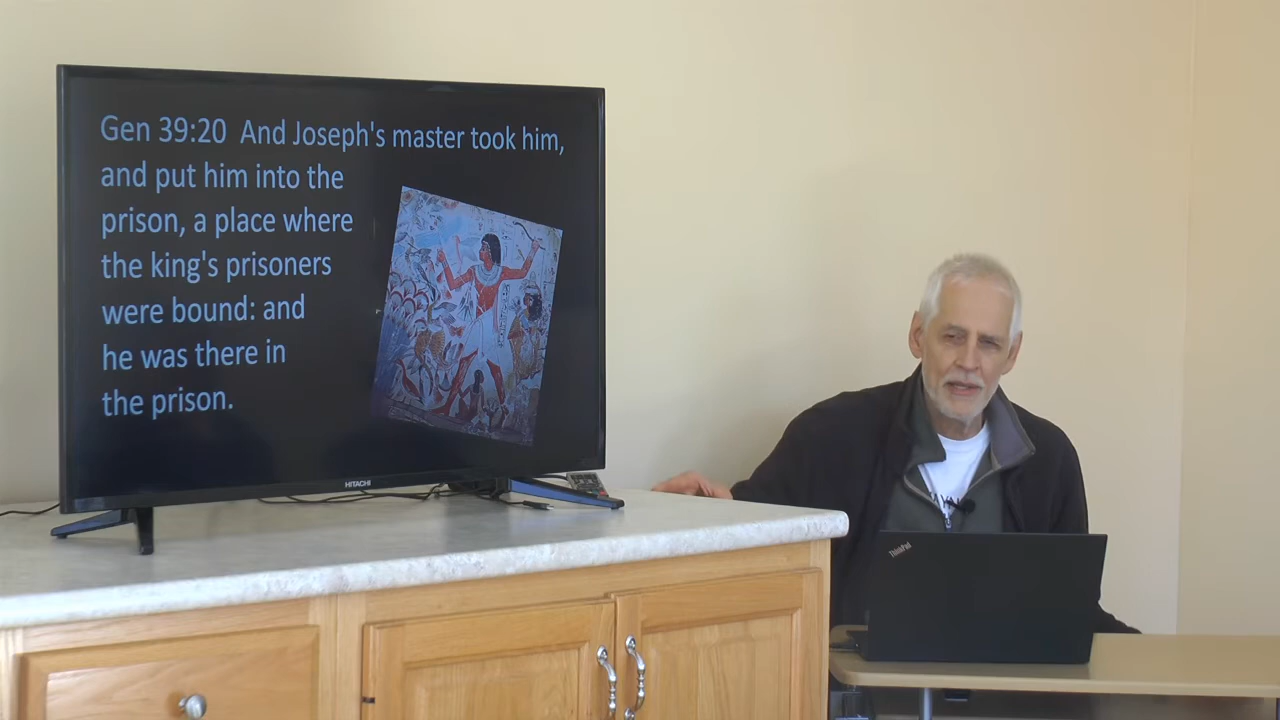 Gen 39:20  And Joseph's master took him,
and put him into the
prison, a place where
the king's prisoners
were bound: and
he was there in
the prison.
HITACHI
ThinkPad